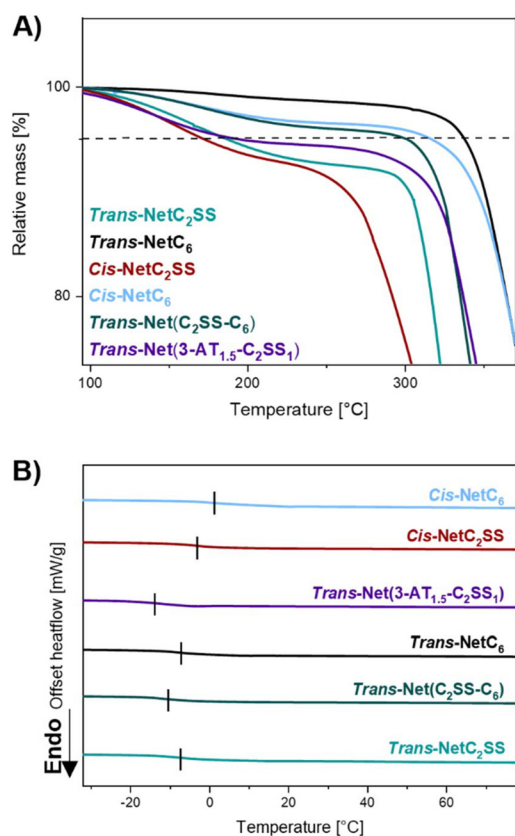 A)
Relative mass [%]
100
80
Trans-NetC₂SS
Trans-NetC₆
Cis-NetC₂SS
Cis-NetC₆
Trans-Net(C₂SS-C₆)
Trans-Net(3-AT₁.₅-C₂SS₁)
100
200
300
Temperature [°C]
B)
Endo
Offset heatflow [mW/g]
Cis-NetC₆
Cis-NetC₂SS
Trans-Net(3-AT₁.₅-C₂SS₁)
Trans-NetC₆
Trans-Net(C₂SS-C₆)
Trans-NetC₂SS
-20
0
20
40
60
Temperature [°C]